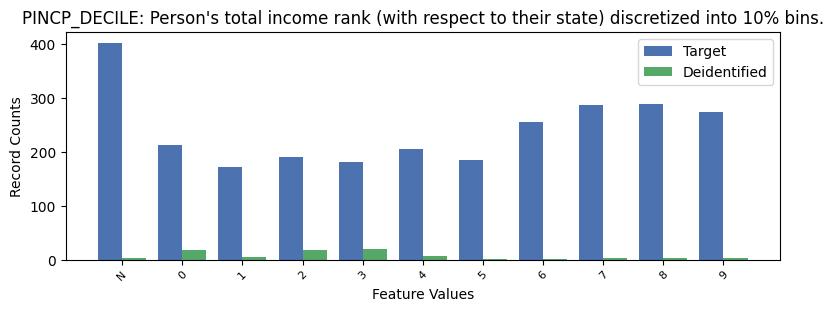 PINCP_DECILE: Person's total income rank (with respect to their state) discretized into 10% bins.
400
300
200
100
0
Record Counts
Target
Deidentified
N 0 1 2 3 4 5 6 7 8 9
Feature Values